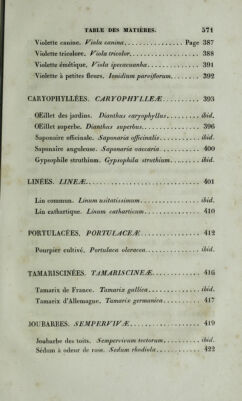 TABLE DES MATIÈRES. 571
Violette canine. Viola canina................ Page 387
Violette tricolore. Viola tricolor................ 388
Violette émétique. Viola ipecacuanha............ 391
Violette à petites fleurs. Ionidium parviflorum........ 392
CARYOPHYLLÉES. CARYOPHYLLEÆ.......... 393
OEillet des jardins. Dianthus caryophyllus........... ibid.
OEillet superbe. Dianthus superbus............... 396
Saponaire officinale. Saponaria officinalis.......... ibid.
Saponaire anguleuse. Saponaria vaccaria........... 400
Gypsophile struthium. Gypsophila struthium........ ibid.
LINÉES. LINEÆ......................... 401
Lin commun. Linum usitatissimum................ ibid.
Lin cathartique. Linum catharticum............... 410
PORTULACÉES. PORTULACEÆ............... 412
Pourpier cultivé. Portulaca oleracea............... ibid.
TAMARISCINÉES. TAMARISCINEÆ............ 416
Tamarix de France. Tamarix gallica............... ibid.
Tamarix d'Allemagne. Tamarix germanica........... 417
JOUBARBES. SEMPERVIVÆ................. 419
Joubarbe des toits. Sempervivum tectorum........... ibid.
Sédum à odeur de rose. Sedum rhodiola............ 422